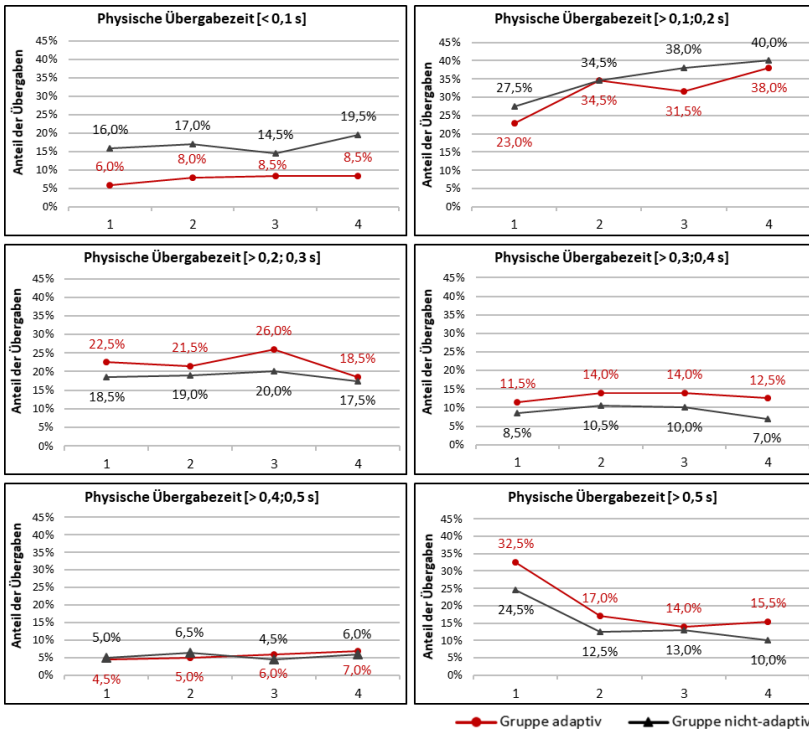 Physische Übergabezeit [< 0,1 s]
Anteil der Übergaben
45%
40%
35%
30%
25%
20%
15%
10%
5%
0%
16,0% 17,0% 14,5% 19,5%
6,0% 8,0% 8,5% 8,5%
1 2 3 4
Physische Übergabezeit [> 0,1;0,2 s]
Anteil der Übergaben
45%
40%
35%
30%
25%
20%
15%
10%
5%
0%
27,5% 34,5% 38,0% 40,0%
23,0% 34,5% 31,5% 38,0%
1 2 3 4
Physische Übergabezeit [> 0,2; 0,3 s]
Anteil der Übergaben
45%
40%
35%
30%
25%
20%
15%
10%
5%
0%
22,5% 21,5% 26,0% 18,5%
18,5% 19,0% 20,0% 17,5%
1 2 3 4
Physische Übergabezeit [> 0,3;0,4 s]
Anteil der Übergaben
45%
40%
35%
30%
25%
20%
15%
10%
5%
0%
11,5% 14,0% 14,0% 12,5%
8,5% 10,5% 10,0% 7,0%
1 2 3 4
Physische Übergabezeit [> 0,4;0,5 s]
Anteil der Übergaben
45%
40%
35%
30%
25%
20%
15%
10%
5%
0%
5,0% 6,5% 4,5% 6,0%
4,5% 5,0% 6,0% 7,0%
1 2 3 4
Physische Übergabezeit [> 0,5 s]
Anteil der Übergaben
45%
40%
35%
30%
25%
20%
15%
10%
5%
0%
32,5% 17,0% 14,0% 15,5%
24,5% 12,5% 13,0% 10,0%
1 2 3 4
Gruppe adaptiv Gruppe nicht-adaptiv